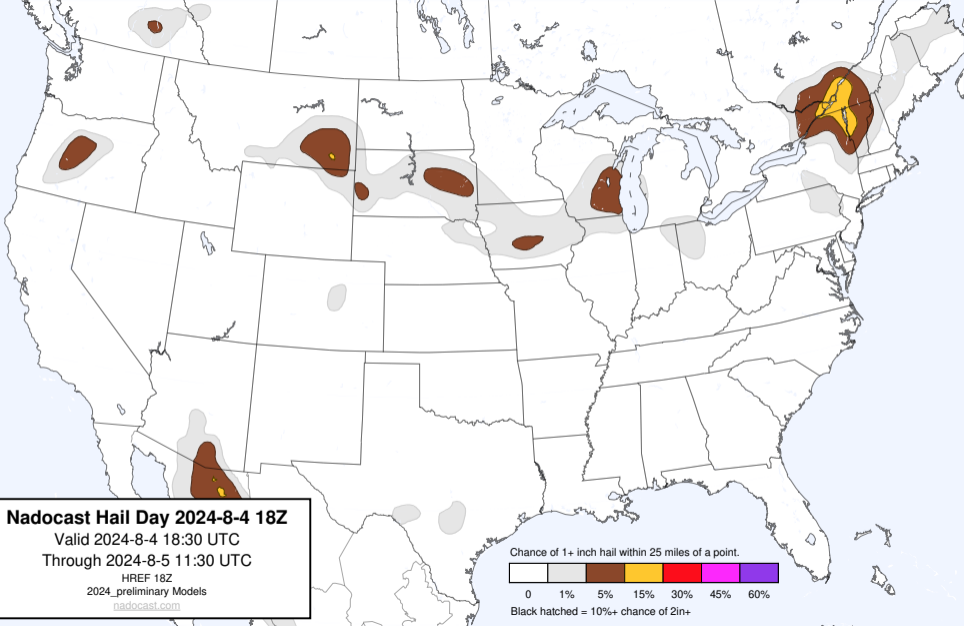 Nadocast Hail Day 2024-8-4 18Z
Valid 2024-8-4 18:30 UTC
Through 2024-8-5 11:30 UTC
HREF 18Z
2024_preliminary Models
nadocast.com
Chance of 1+ inch hail within 25 miles of a point.
0 1% 5% 15% 30% 45% 60%
Black hatched = 10%+ chance of 2in+